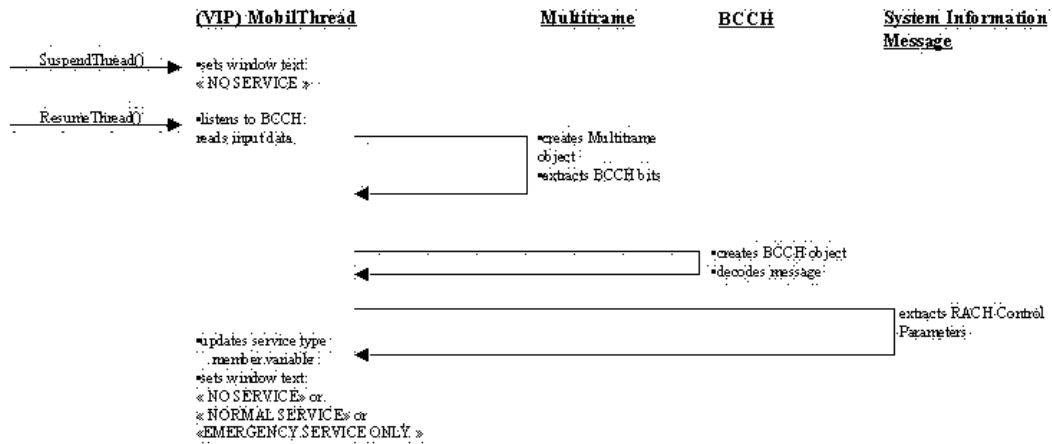 (VIP) MobilThread
Multiframe
BCCH
System Information
Message
SuspendThread()
▪sets window text:
« NO SERVICE »
ResumeThread()
▪listens to BCCH:
reads input data
▪creates Multiframe
object
▪extracts BCCH bits
▪creates BCCH object
▪decodes message
extracts RACH Control
Parameters
▪updates service type
member variable
▪sets window text:
« NO SERVICE» or
« NORMAL SERVICE» or
«EMERGENCY SERVICE ONLY »